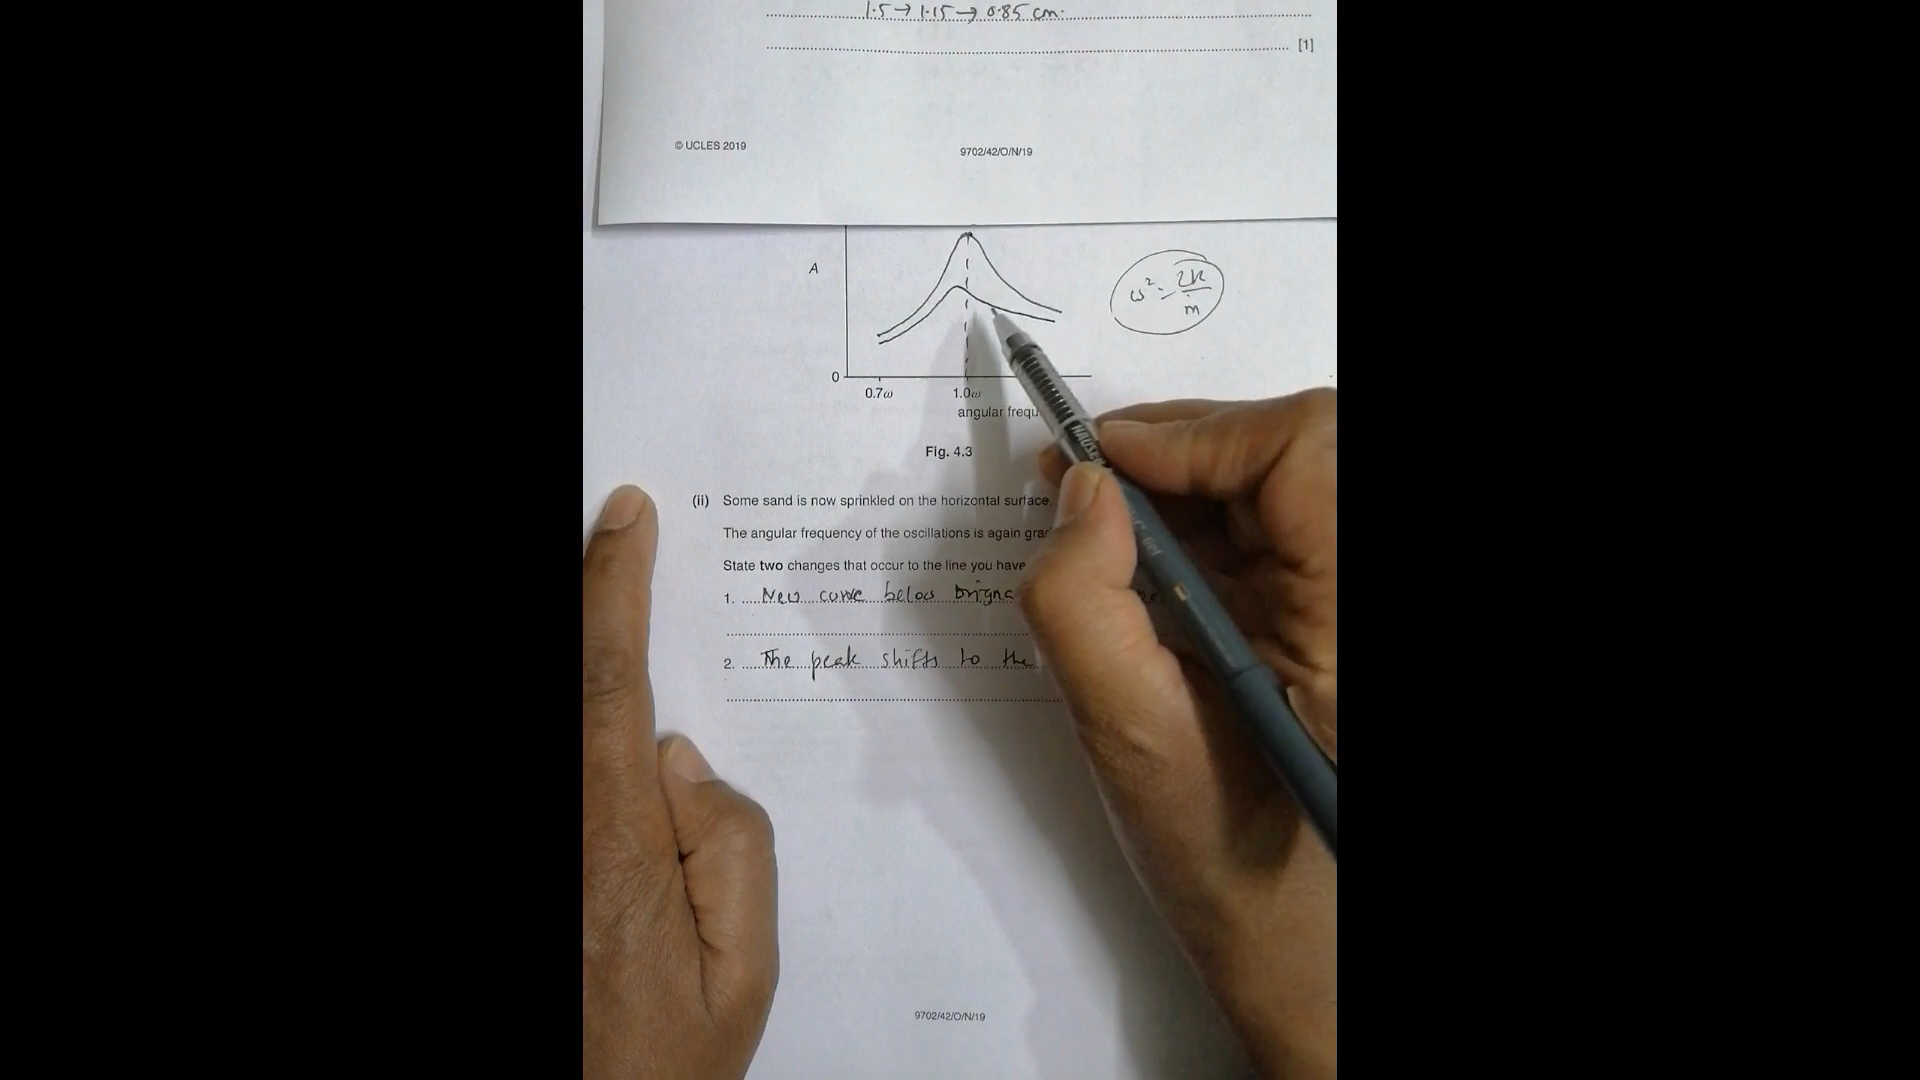 1.5 → 1.15 → 0.85 cm.
[1]
© UCLES 2019
9702/42/O/N/19
A
ω² = 2k/m
0
0.7ω 1.0ω
angular frequ
Fig. 4.3
(ii) Some sand is now sprinkled on the horizontal surface.
The angular frequency of the oscillations is again gra
State two changes that occur to the line you have
1. New curve below
2. The peak shifts to the
9702/42/O/N/19